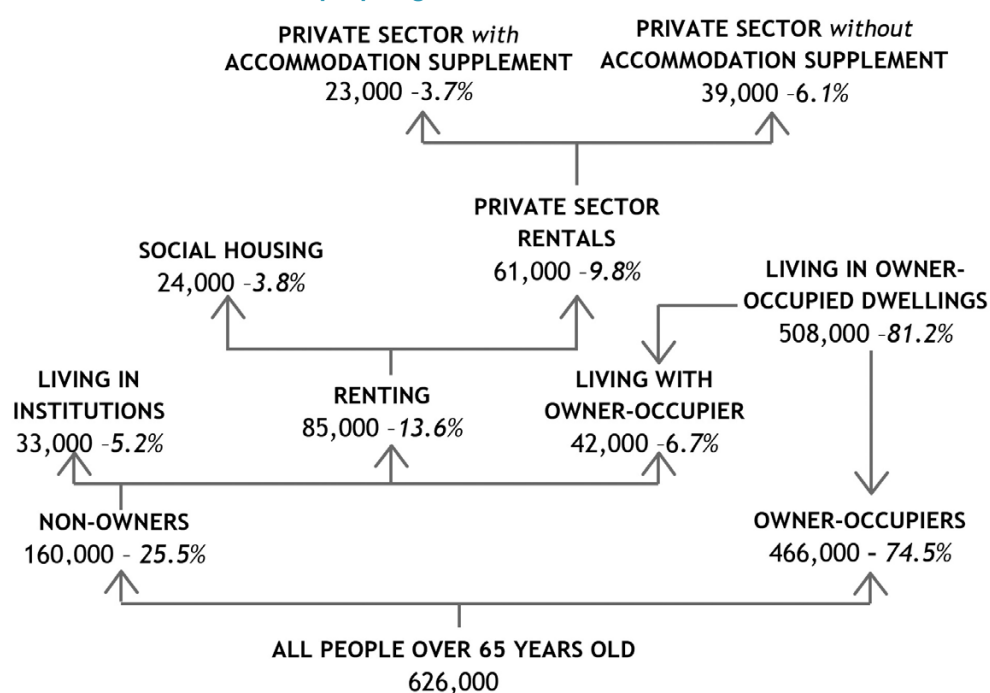 PRIVATE SECTOR with
ACCOMMODATION SUPPLEMENT
23,000 -3.7%
PRIVATE SECTOR without
ACCOMMODATION SUPPLEMENT
39,000 -6.1%
PRIVATE SECTOR
RENTALS
61,000 -9.8%
SOCIAL HOUSING
24,000 -3.8%
LIVING IN OWNER-
OCCUPIED DWELLINGS
508,000 -81.2%
LIVING IN
INSTITUTIONS
33,000 -5.2%
RENTING
85,000 -13.6%
LIVING WITH
OWNER-OCCUPIER
42,000 -6.7%
NON-OWNERS
160,000 - 25.5%
OWNER-OCCUPIERS
466,000 - 74.5%
ALL PEOPLE OVER 65 YEARS OLD
626,000